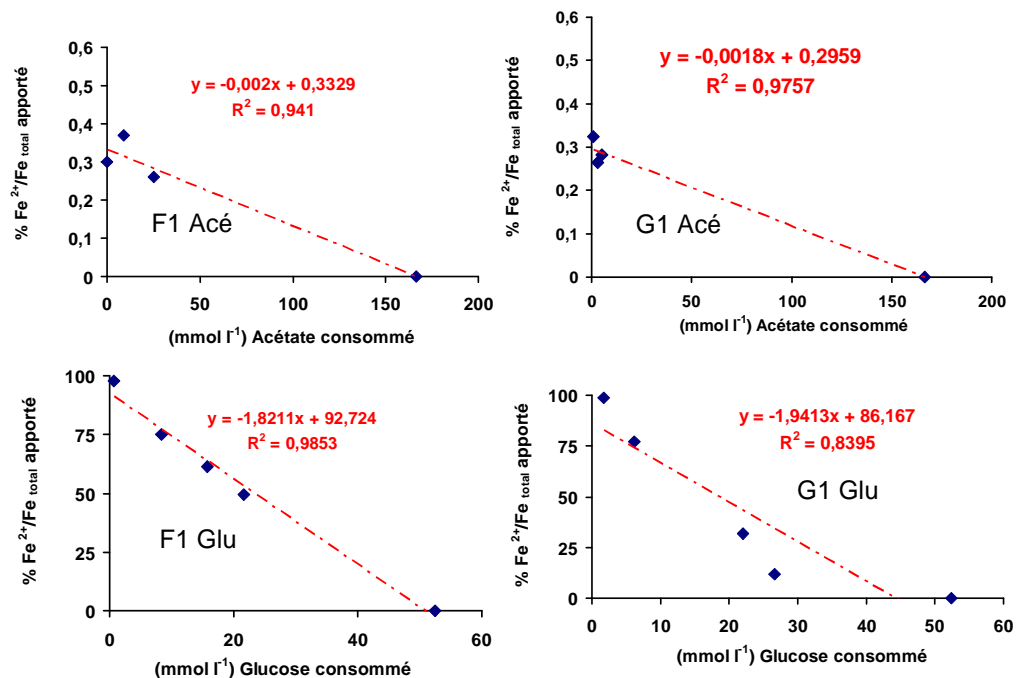 % Fe 2+/Fe total apporté
0,6
0,5
0,4
0,3
0,2
0,1
0
y = -0,002x + 0,3329
R2 = 0,941
F1 Acé
0 50 100 150 200
(mmol l-1) Acétate consommé
% Fe 2+/Fe total apporté
0,6
0,5
0,4
0,3
0,2
0,1
0
y = -0,0018x + 0,2959
R2 = 0,9757
G1 Acé
0 50 100 150 200
(mmol l-1) Acétate consommé
% Fe 2+/Fe total apporté
100
75
50
25
0
y = -1,8211x + 92,724
R2 = 0,9853
F1 Glu
0 20 40 60
(mmol l-1) Glucose consommé
% Fe 2+/Fe total apporté
100
75
50
25
0
y = -1,9413x + 86,167
R2 = 0,8395
G1 Glu
0 10 20 30 40 50 60
(mmol l-1) Glucose consommé